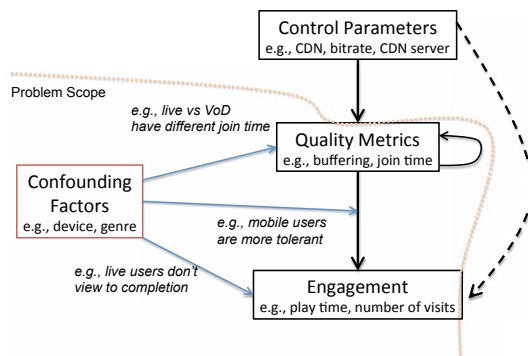 Control Parameters
e.g., CDN, bitrate, CDN server
Problem Scope
e.g., live vs VoD
have different join time
Quality Metrics
e.g., buffering, join time
Confounding
Factors
e.g., device, genre
e.g., mobile users
are more tolerant
e.g., live users don't
view to completion
Engagement
e.g., play time, number of visits